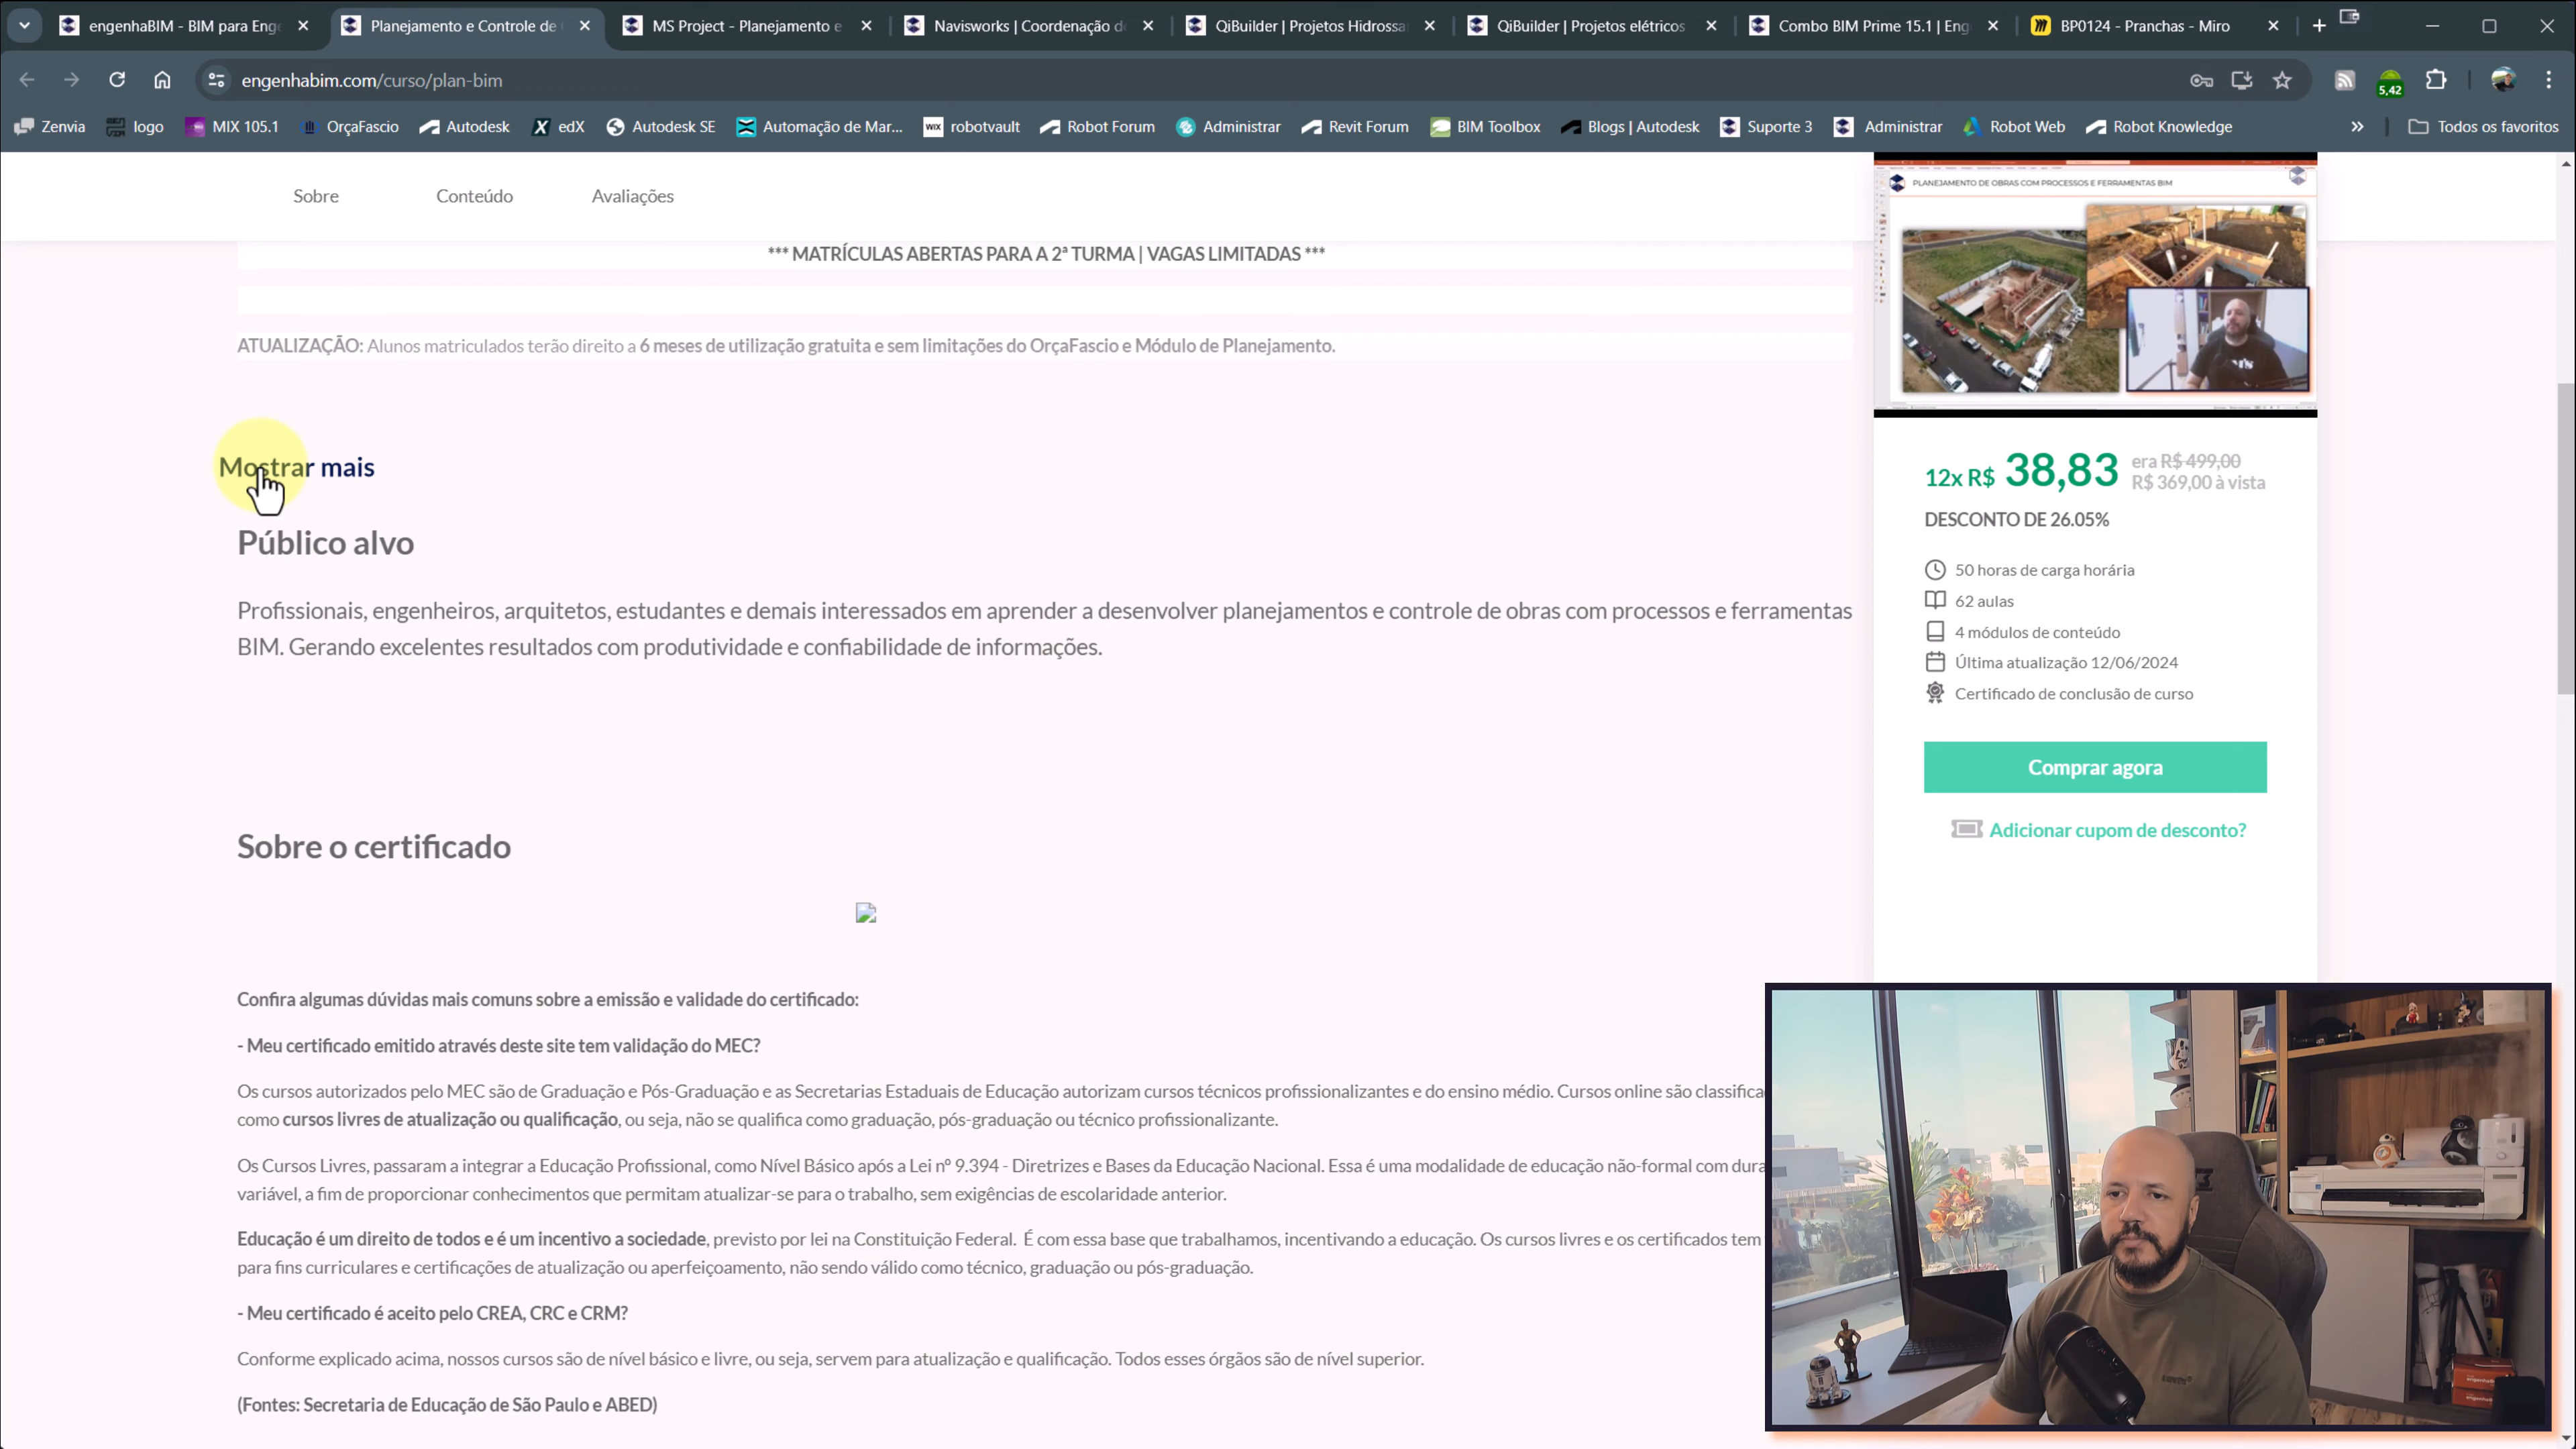 engenhaBIM - BIM para Enge
Planejamento e Controle de
MS Project - Planejamento e
Navisworks | Coordenação de
QiBuilder | Projetos Hidrossa
QiBuilder | Projetos elétricos
Combo BIM Prime 15.1 | Eng
BP0124 - Pranchas - Miro
engenhabim.com/curso/plan-bim
5,42
Zenvia
logo
MIX 105.1
OrçaFascio
Autodesk
edX
Autodesk SE
Automação de Mar...
robotvault
Robot Forum
Administrar
Revit Forum
BIM Toolbox
Blogs | Autodesk
Suporte 3
Administrar
Robot Web
Robot Knowledge
Todos os favoritos
Sobre
Conteúdo
Avaliações
*** MATRÍCULAS ABERTAS PARA A 2ª TURMA | VAGAS LIMITADAS ***
ATUALIZAÇÃO: Alunos matriculados terão direito a 6 meses de utilização gratuita e sem limitações do OrçaFascio e Módulo de Planejamento.
Mostrar mais
Público alvo
Profissionais, engenheiros, arquitetos, estudantes e demais interessados em aprender a desenvolver planejamentos e controle de obras com processos e ferramentas
BIM. Gerando excelentes resultados com produtividade e confiabilidade de informações.
Sobre o certificado
Confira algumas dúvidas mais comuns sobre a emissão e validade do certificado:
- Meu certificado emitido através deste site tem validação do MEC?
Os cursos autorizados pelo MEC são de Graduação e Pós-Graduação e as Secretarias Estaduais de Educação autorizam cursos técnicos profissionalizantes e do ensino médio. Cursos online são classifica
como cursos livres de atualização ou qualificação, ou seja, não se qualifica como graduação, pós-graduação ou técnico profissionalizante.
Os Cursos Livres, passaram a integrar a Educação Profissional, como Nível Básico após a Lei nº 9.394 - Diretrizes e Bases da Educação Nacional. Essa é uma modalidade de educação não-formal com dura
variável, a fim de proporcionar conhecimentos que permitam atualizar-se para o trabalho, sem exigências de escolaridade anterior.
Educação é um direito de todos e é um incentivo a sociedade, previsto por lei na Constituição Federal. É com essa base que trabalhamos, incentivando a educação. Os cursos livres e os certificados tem
para fins curriculares e certificações de atualização ou aperfeiçoamento, não sendo válido como técnico, graduação ou pós-graduação.
- Meu certificado é aceito pelo CREA, CRC e CRM?
Conforme explicado acima, nossos cursos são de nível básico e livre, ou seja, servem para atualização e qualificação. Todos esses órgãos são de nível superior.
(Fontes: Secretaria de Educação de São Paulo e ABED)
PLANEJAMENTO DE OBRAS COM PROCESSOS E FERRAMENTAS BIM
12x R$ 38,83 era R$ 499,00
R$ 369,00 à vista
DESCONTO DE 26.05%
50 horas de carga horária
62 aulas
4 módulos de conteúdo
Última atualização 12/06/2024
Certificado de conclusão de curso
Comprar agora
Adicionar cupom de desconto?